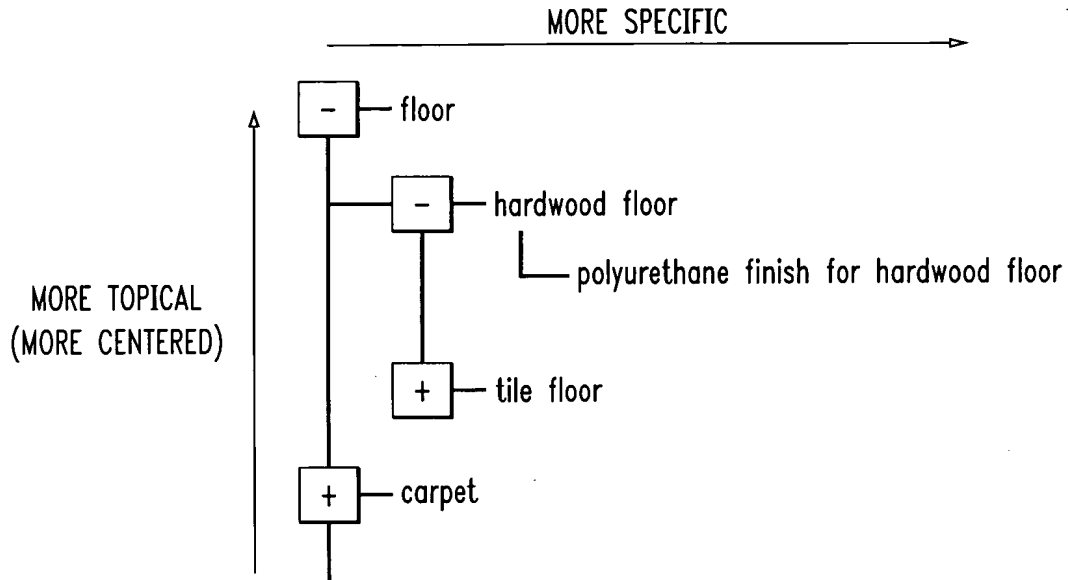 MORE SPECIFIC
- floor
- hardwood floor
polyurethane finish for hardwood floor
MORE TOPICAL
(MORE CENTERED)
+ tile floor
+ carpet